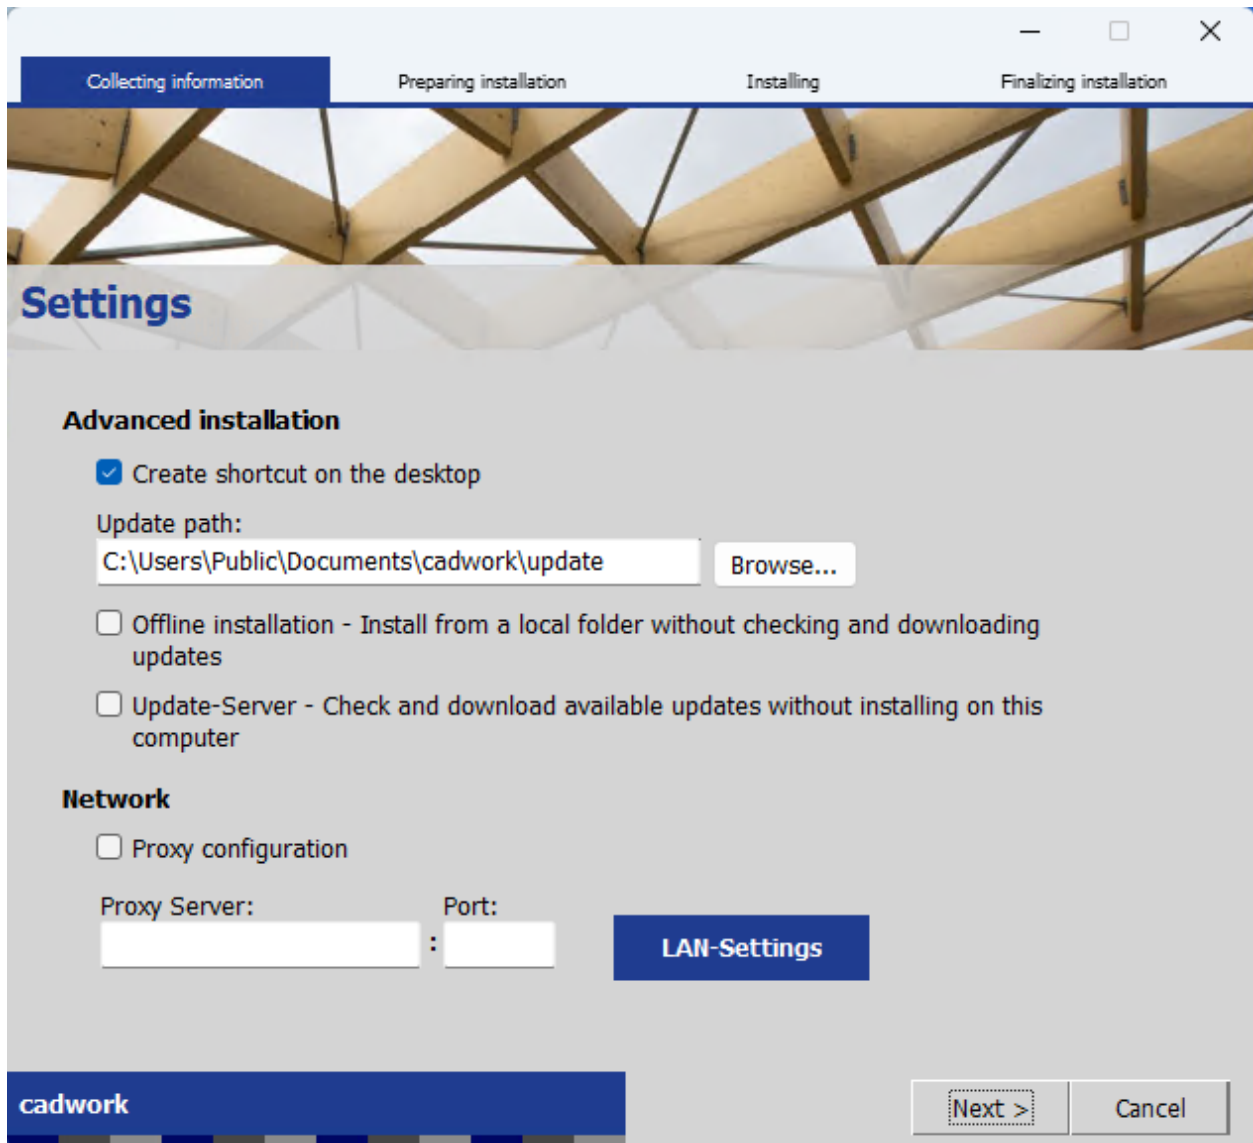 Collecting information
Preparing installation
Installing
Finalizing installation
Settings
Advanced installation
Create shortcut on the desktop
Update path:
C:\Users\Public\Documents\cadwork\update
Browse...
Offline installation - Install from a local folder without checking and downloading
updates
Update-Server - Check and download available updates without installing on this
computer
Network
Proxy configuration
Proxy Server:
Port:
:
LAN-Settings
cadwork
Next >
Cancel